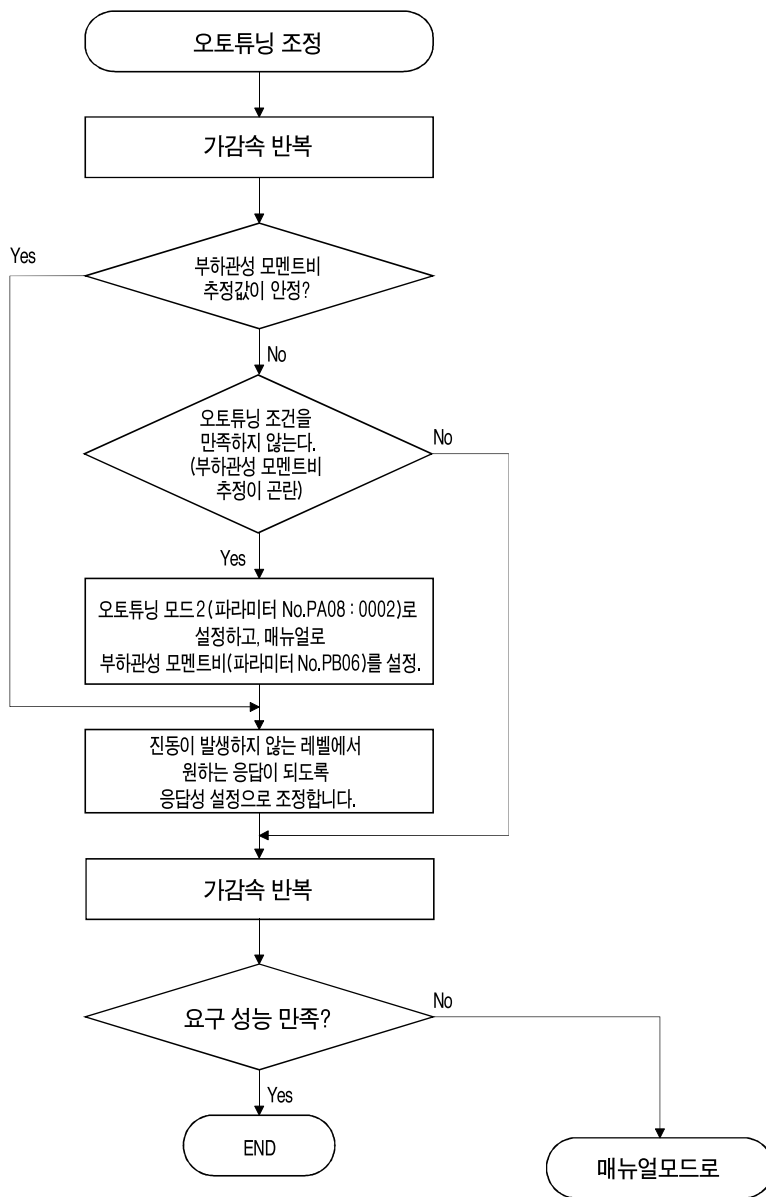 오토튜닝 조정
가감속 반복
Yes
부하관성 모멘트비
추정값이 안정?
No
오토튜닝 조건을
만족하지 않는다.
(부하관성 모멘트비
추정이 곤란)
No
Yes
오토튜닝 모드2(파라미터 No.PA08 : 0002)로
설정하고, 매뉴얼로
부하관성 모멘트비(파라미터 No.PB06)를 설정.
진동이 발생하지 않는 레벨에서
원하는 응답이 되도록
응답성 설정으로 조정합니다.
가감속 반복
요구 성능 만족?
No
Yes
END
매뉴얼모드로